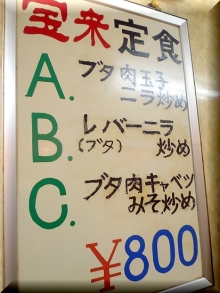 宝来定食
A. ブタ肉玉子
ニラ炒め
B. レバーニラ
(ブタ) 炒め
C. ブタ肉キャベツ
みそ炒め
¥800